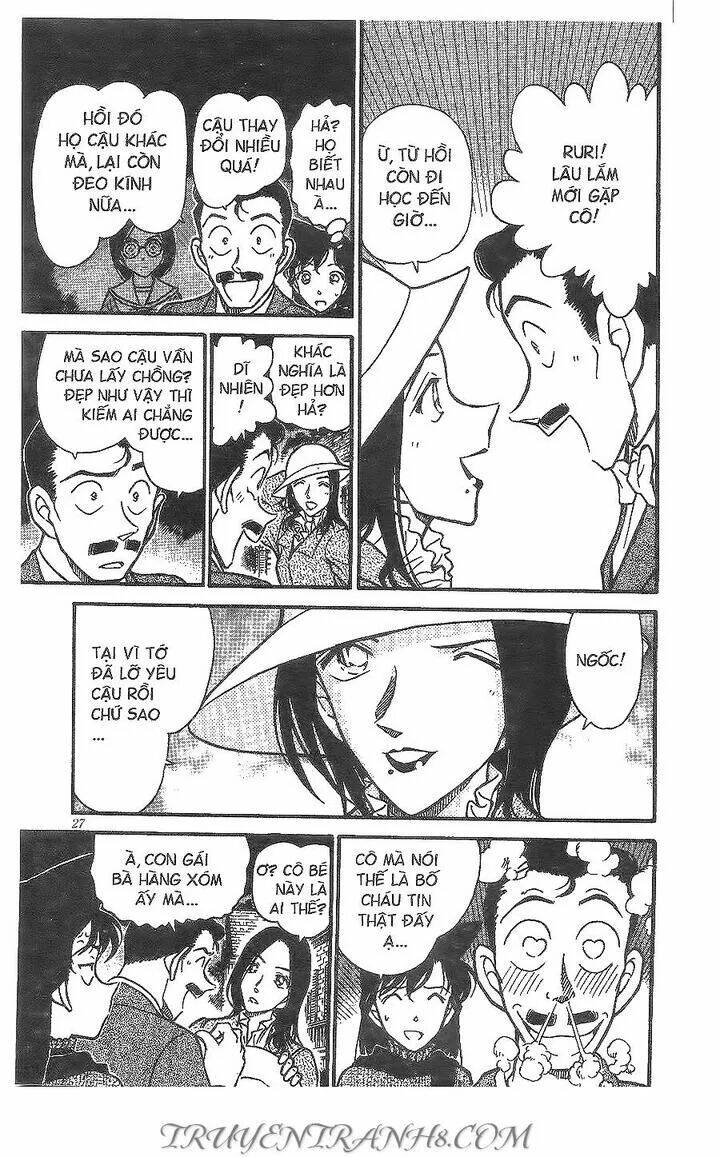 RURI!
LÂU LẮM
MỚI GẶP
CÔ!
Ừ, TỪ HỒI
CÒN ĐI
HỌC ĐẾN
GIỜ...
HẢ?
HỌ
BIẾT
NHAU
À...
CẬU THAY
ĐỔI NHIỀU
QUÁ!
HỒI ĐÓ
HỌ CẬU KHÁC
MÀ, LẠI CÒN
ĐEO KÍNH
NỮA...
KHÁC
NGHĨA LÀ
ĐẸP HƠN
HẢ?
DĨ
NHIÊN
!
MÀ SAO CẬU VẪN
CHƯA LẤY CHỒNG?
ĐẸP NHƯ VẬY THÌ
KIẾM AI CHẲNG
ĐƯỢC...
NGỐC!
TẠI VÌ TỚ
ĐÃ LỠ YÊU
CẬU RỒI
CHỨ SAO
...
27
CÔ MÀ NÓI
THẾ LÀ BỐ
CHÁU TIN
THẬT ĐẤY
Ạ...
Ơ? CÔ BÉ
NÀY LÀ
AI THẾ?
À, CON GÁI
BÀ HÀNG XÓM
ẤY MÀ...
TRUYENTRANH8.COM